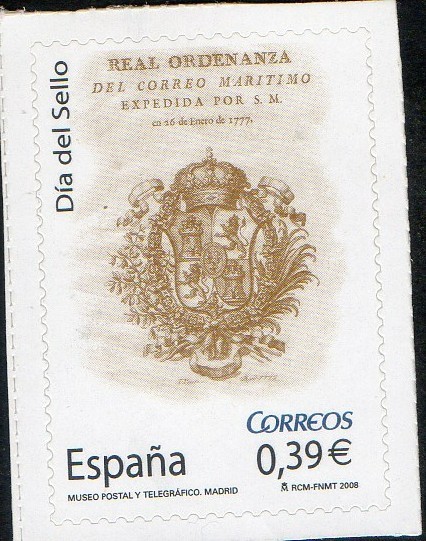 REAL ORDENANZA
DEL CORREO MARITIMO
EXPEDIDA POR S. M.
en 26 de Enero de 1777.
Día del Sello
CORREOS
España 0,39€
MUSEO POSTAL Y TELEGRÁFICO. MADRID
RCM-FNMT 2008